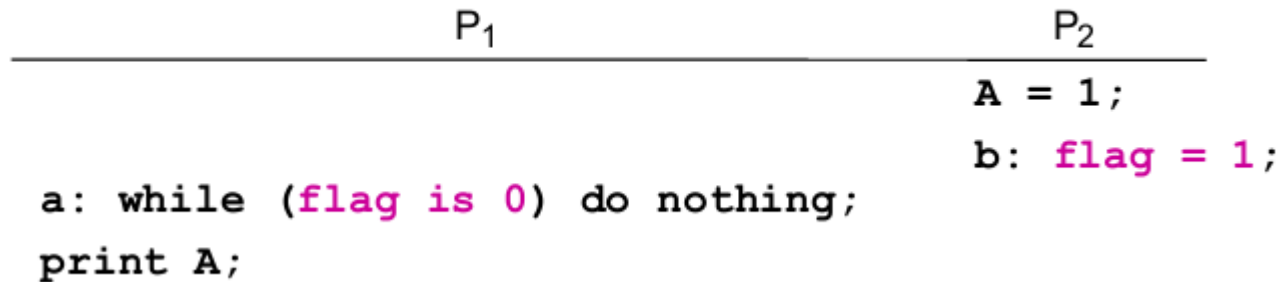 P₁ P₂
A = 1;
b: flag = 1;
a: while (flag is 0) do nothing;
print A;